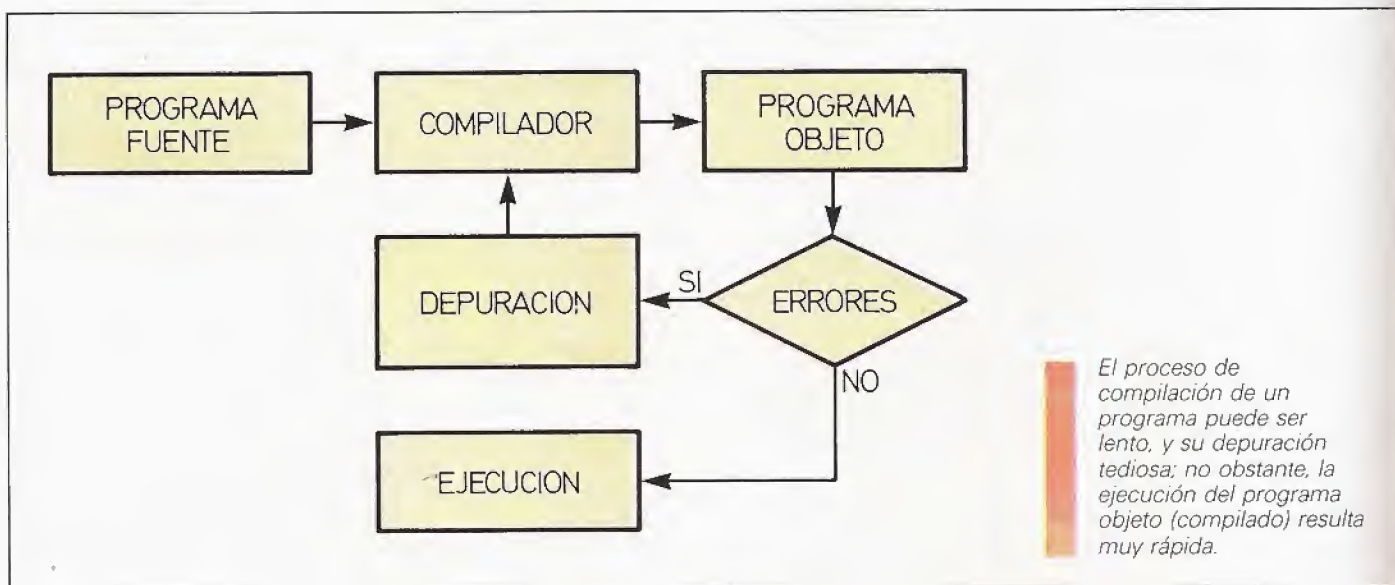 PROGRAMA
FUENTE
COMPILADOR
PROGRAMA
OBJETO
DEPURACION
SI
ERRORES
NO
EJECUCION
El proceso de
compilación de un
programa puede ser
lento, y su depuración
tediosa; no obstante, la
ejecución del programa
objeto (compilado) resulta
muy rápida.